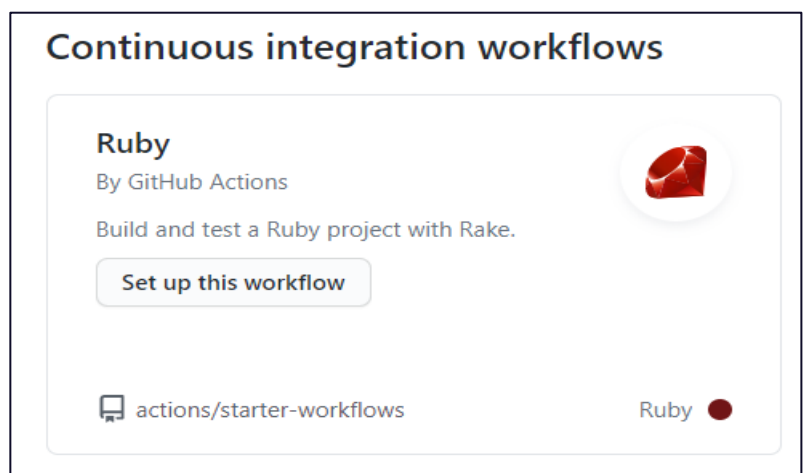 Continuous integration workflows
Ruby
By GitHub Actions
Build and test a Ruby project with Rake.
Set up this workflow
actions/starter-workflows
Ruby